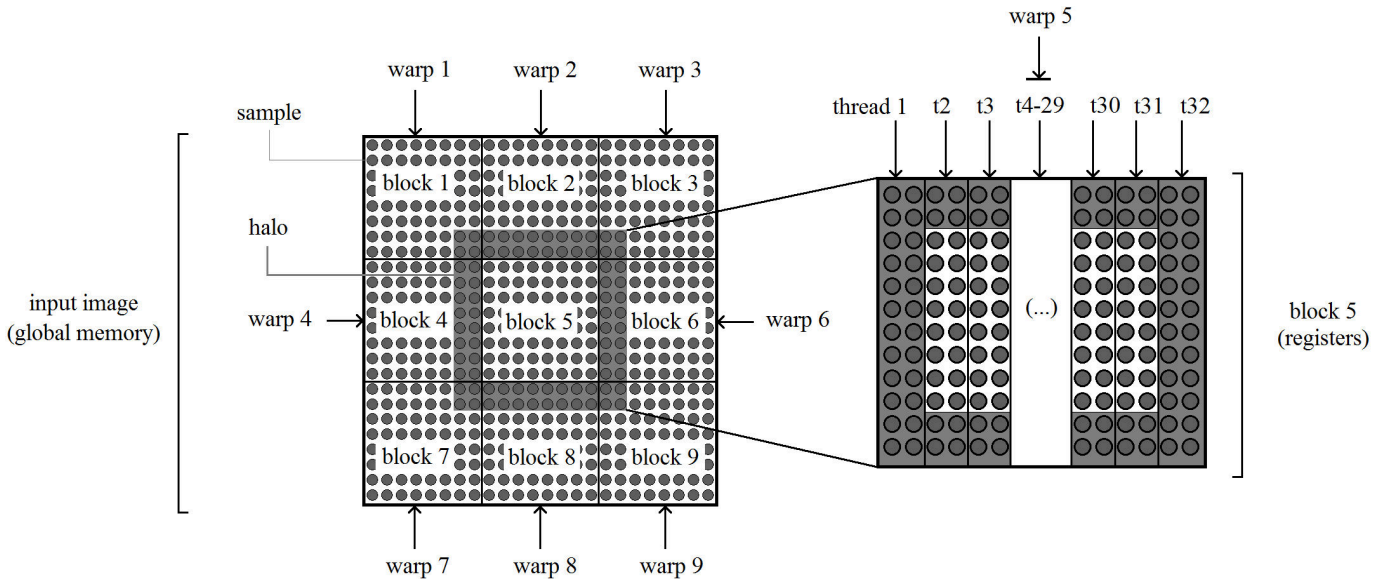 warp 5
warp 1
warp 2
warp 3
sample
thread 1
t2
t3
t4-29
t30
t31
t32
block 1
block 2
block 3
halo
input image
(global memory)
warp 4
block 4
block 5
block 6
warp 6
(...)
block 5
(registers)
block 7
block 8
block 9
warp 7
warp 8
warp 9